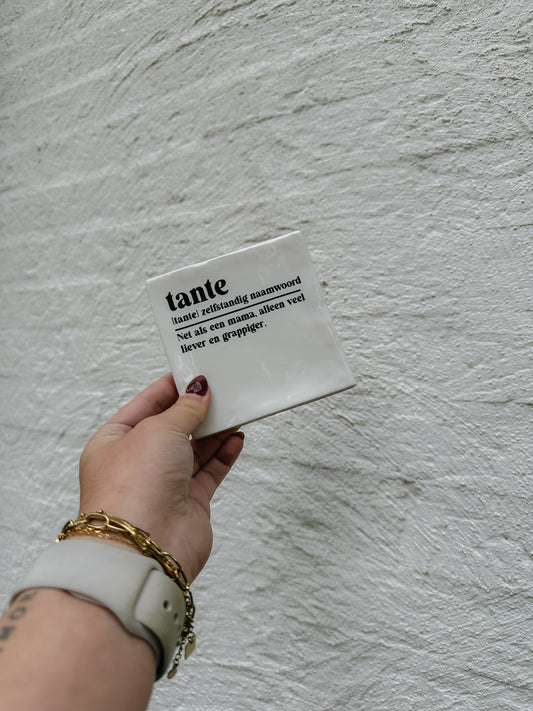 tante
[tante] zelfstandig naamwoord
Net als een mama, alleen veel
liever en grappiger.